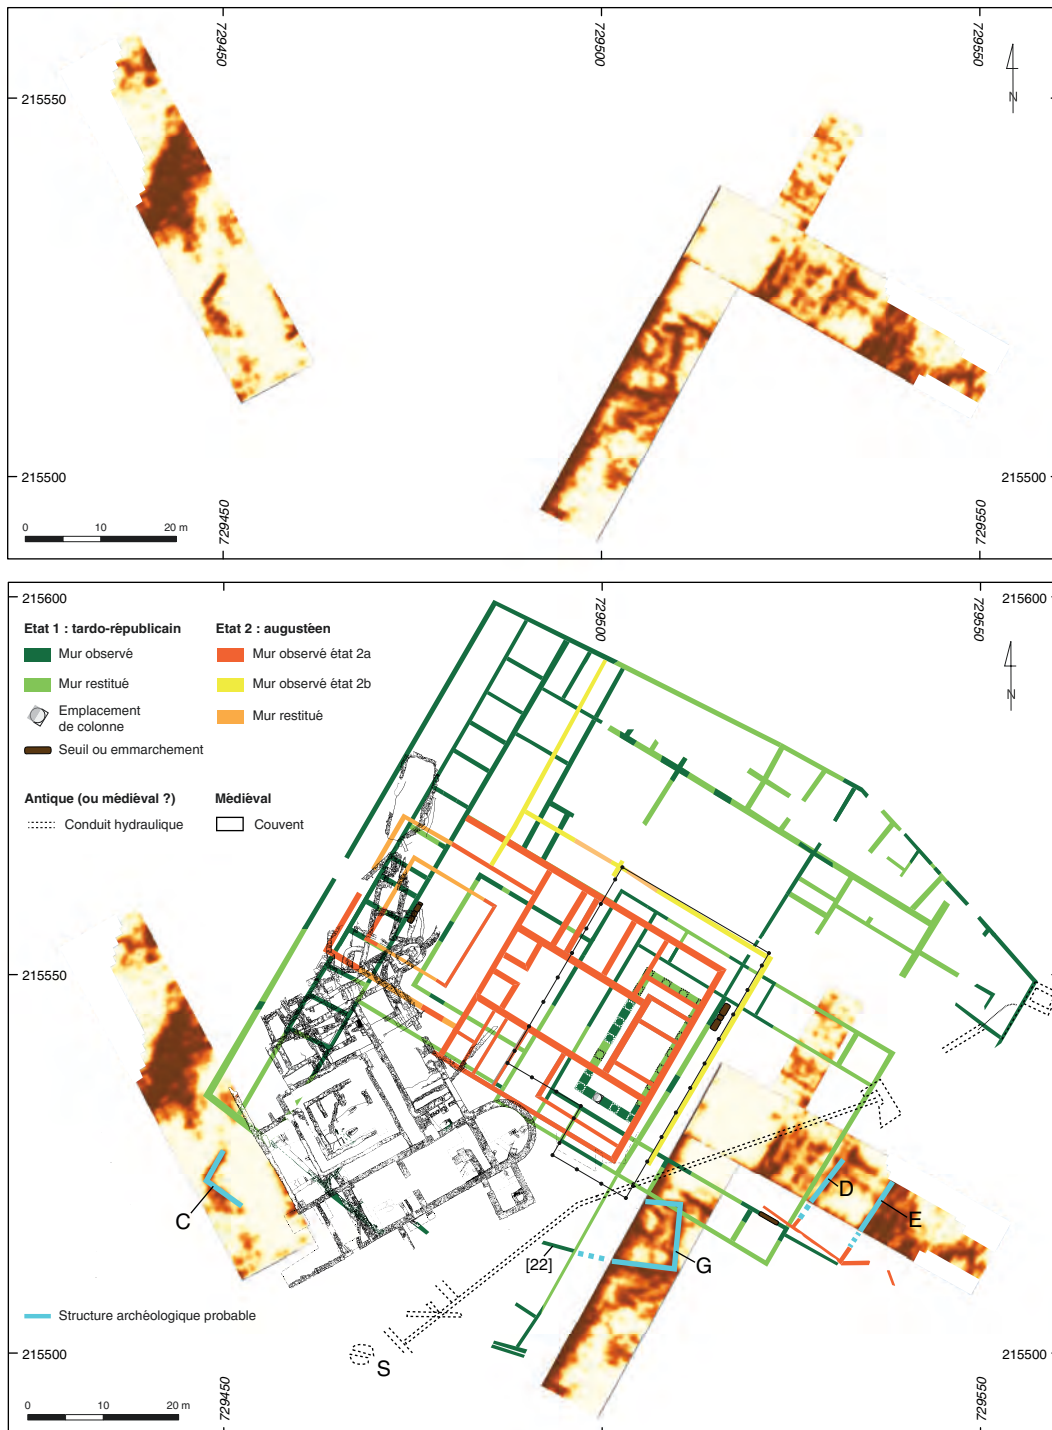 729450
729500
729550
215550
N
215500
729450
729550
0 10 20 m
215600
729500
729550
215600
Etat 1 : tardo-républicain
Etat 2 : augustéen
Mur observé
Mur observé état 2a
Mur restitué
Mur observé état 2b
Emplacement
de colonne
Mur restitué
Seuil ou emmarchement
N
Antique (ou médiéval ?)
Médiéval
Conduit hydraulique
Couvent
215550
C
D
E
[22]
G
Structure archéologique probable
S
215500
215500
729450
729550
0 10 20 m